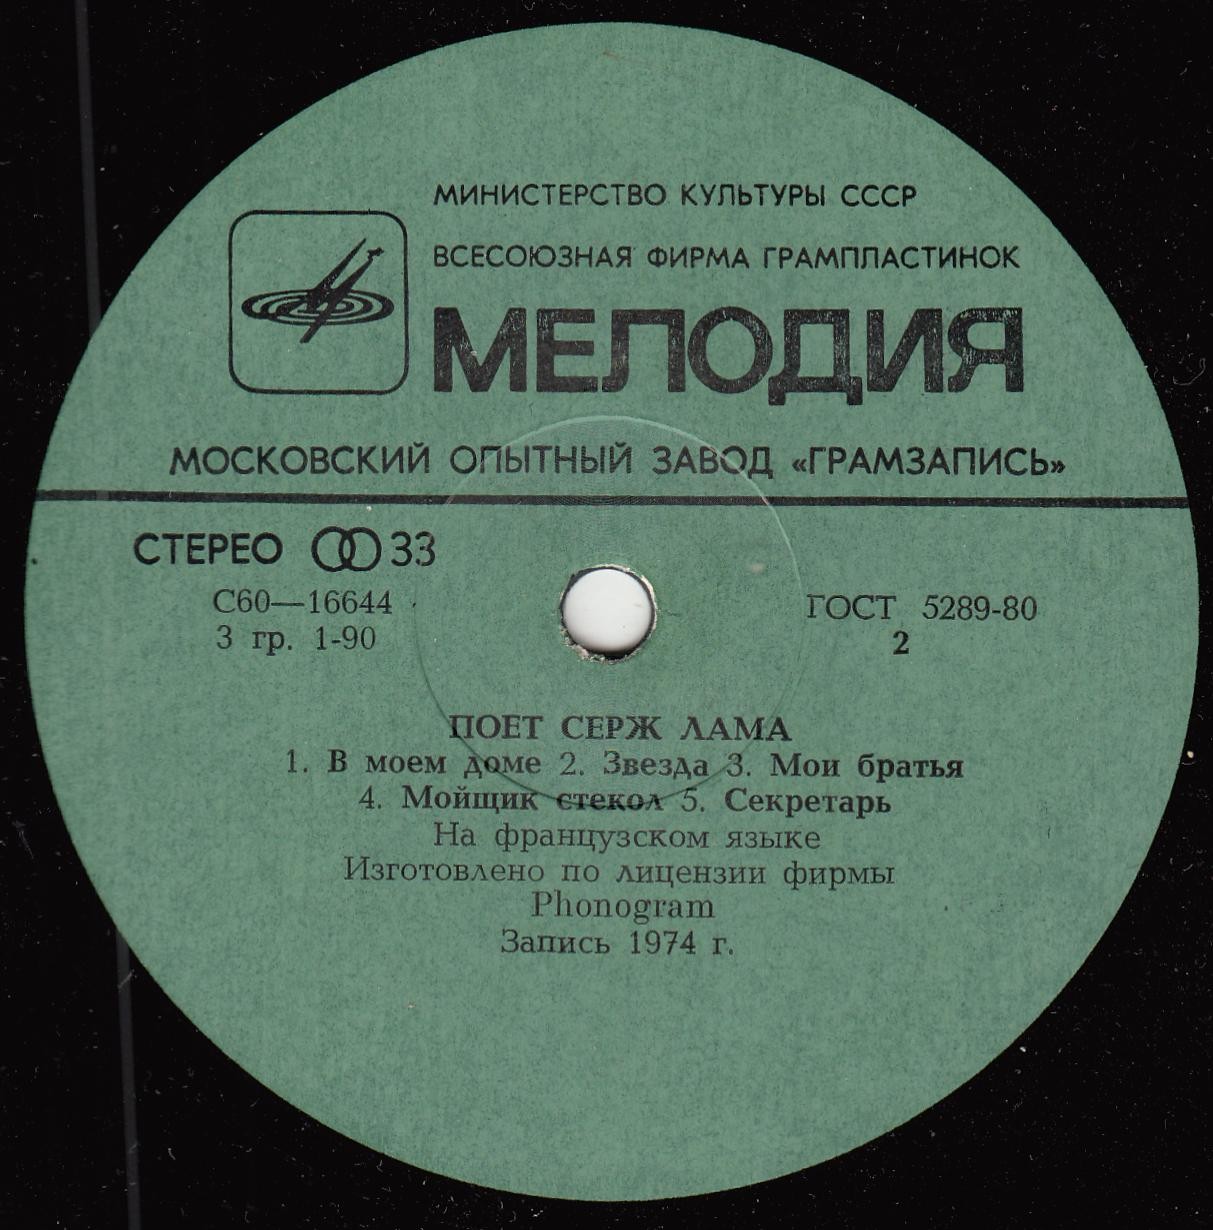 МИНИСТЕРСТВО КУЛЬТУРЫ СССР
ВСЕСОЮЗНАЯ ФИРМА ГРАМПЛАСТИНОК
МЕЛОДИЯ
МОСКОВСКИЙ ОПЫТНЫЙ ЗАВОД «ГРАМЗАПИСЬ»
СТЕРЕО 33
С60—16644
3 гр. 1-90
ГОСТ 5289-80
2
ПОЕТ СЕРЖ ЛАМА
1. В моем доме 2. Звезда 3. Мои братья
4. Мойщик стекол 5. Секретарь
На французском языке
Изготовлено по лицензии фирмы
Phonogram
Запись 1974 г.